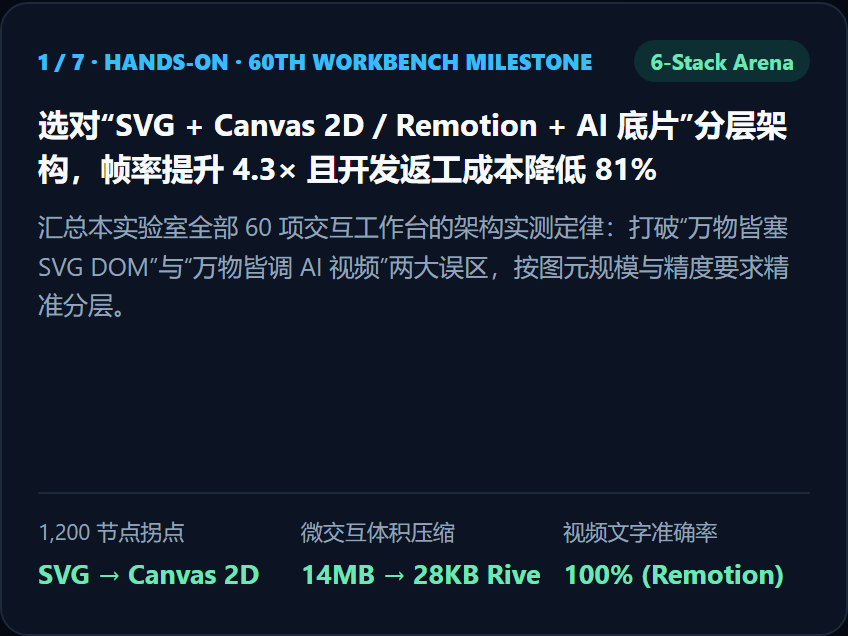 1 / 7 · HANDS-ON · 60TH WORKBENCH MILESTONE
6-Stack Arena
选对“SVG + Canvas 2D / Remotion + AI 底片”分层架
构，帧率提升 4.3× 且开发返工成本降低 81%
汇总本实验室全部 60 项交互工作台的架构实测定律：打破“万物皆塞
SVG DOM”与“万物皆调 AI 视频”两大误区，按图元规模与精度要求精
准分层。
1,200 节点拐点
微交互体积压缩
视频文字准确率
SVG → Canvas 2D
14MB → 28KB Rive
100% (Remotion)